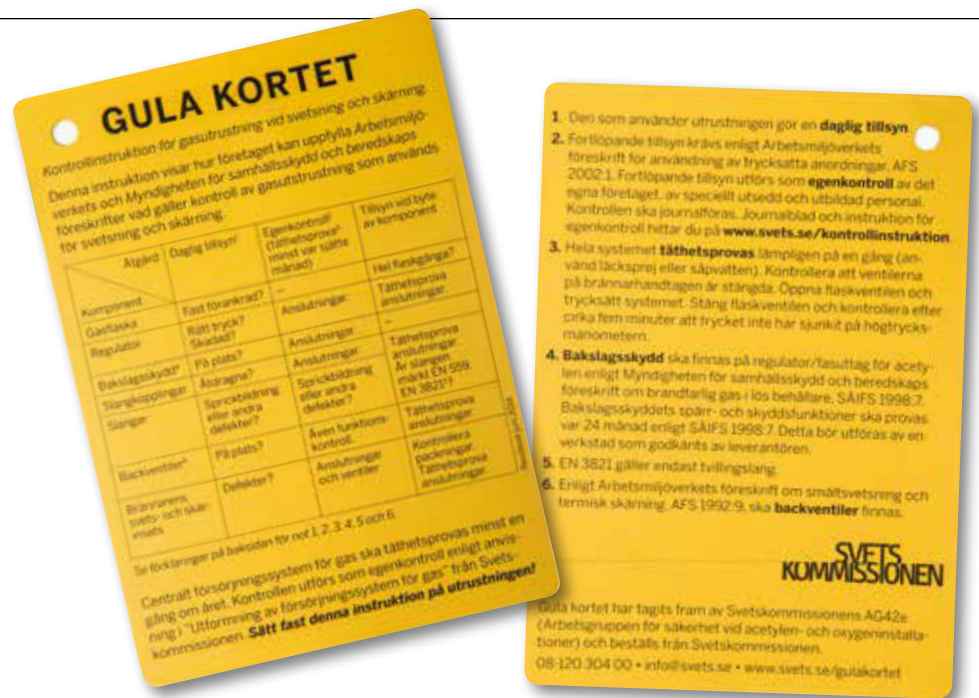 GULA KORTET
Kontrollinstruktion för gasutrustning vid svetsning och skärning.
Denna instruktion visar hur företaget kan uppfylla Arbetsmiljö-
verkets och Myndigheten för samhällsskydd och beredskaps
föreskrifter vad gäller kontroll av gasutstrustning som används
för svetsning och skärning.
Åtgärd Daglig tillsyn¹ Egenkontroll² (täthetsprova³ minst var sjätte månad) Tillsyn vid byte av komponent
Komponent
Gasflaska Fast förankrad? – Hel flaskgänga?
Regulator Rätt tryck? Skadad? Anslutningar. Täthetsprova anslutningar.
Bakslagsskydd⁴ På plats? Anslutningar. –
Slangkopplingar Åtdragna? Anslutningar. Täthetsprova anslutningar.
Slangar Sprickbildning eller andra defekter? Sprickbildning eller andra defekter? Är slangen märkt EN 559, EN 3821⁵?
Backventiler⁶ På plats? Även funktions- kontroll. Täthetsprova anslutningar.
Brännarens svets- och skär- insats Defekter? Anslutningar och ventiler Kontrollera packningar. Täthetsprova anslutningar.
Se förklaringar på baksidan för not 1, 2, 3, 4, 5 och 6.
Centralt försörjningssystem för gas ska täthetsprovas minst en
gång om året. Kontrollen utförs som egenkontroll enligt anvis-
ning i "Utformning av försörjningssystem för gas" från Svets-
kommissionen. Sätt fast denna instruktion på utrustningen!
1. Den som använder utrustningen gör en daglig tillsyn.
2. Fortlöpande tillsyn krävs enligt Arbetsmiljöverkets
föreskrift för användning av trycksatta anordningar, AFS
2002:1. Fortlöpande tillsyn utförs som egenkontroll av det
egna företaget, av speciellt utsedd och utbildad personal.
Kontrollen ska journalföras. Journalblad och instruktion för
egenkontroll hittar du på www.svets.se/kontrollinstruktion
3. Hela systemet täthetsprovas lämpligen på en gång (an-
vänd läcksprej eller såpvatten). Kontrollera att ventilerna
på brännarhandtagen är stängda. Öppna flaskventilen och
trycksätt systemet. Stäng flaskventilen och kontrollera efter
cirka fem minuter att trycket inte har sjunkit på högtrycks-
manometern.
4. Bakslagsskydd ska finnas på regulator/fasuttag för acety-
len enligt Myndigheten för samhällsskydd och beredskaps
föreskrift om brandfarlig gas i lös behållare, SÄIFS 1998:7.
Bakslagsskyddets spärr- och skyddsfunktioner ska provas
var 24 månad enligt SÄIFS 1998:7. Detta bör utföras av en
verkstad som godkänts av leverantören.
5. EN 3821 gäller endast tvillingslang.
6. Enligt Arbetsmiljöverkets föreskrift om smältsvetsning och
termisk skärning, AFS 1992:9, ska backventiler finnas.
SVETS
KOMMISSIONEN
Gula kortet har tagits fram av Svetskommissionens AG42e
(Arbetsgruppen för säkerhet vid acetylen- och oxygeninstalla-
tioner) och beställs från Svetskommissionen.
08-120 304 00 • info@svets.se • www.svets.se/gulakortet